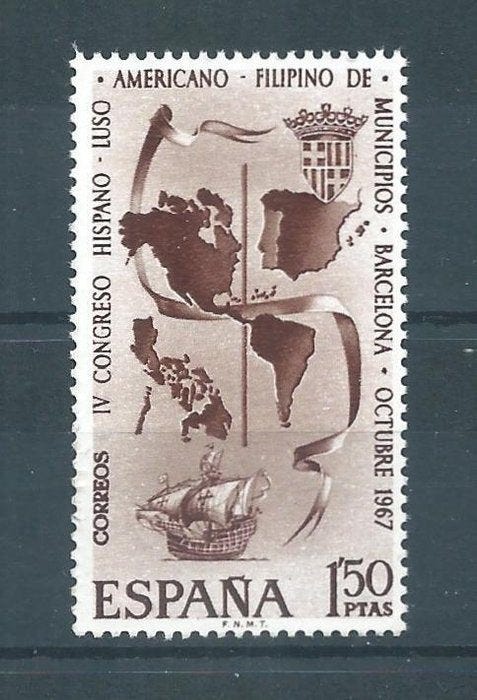 CORREOS IV CONGRESO HISPANO - LUSO
• AMERICANO - FILIPINO DE •
MUNICIPIOS • BARCELONA • OCTUBRE 1967
ESPAÑA 1'50
PTAS
F. N. M. T.